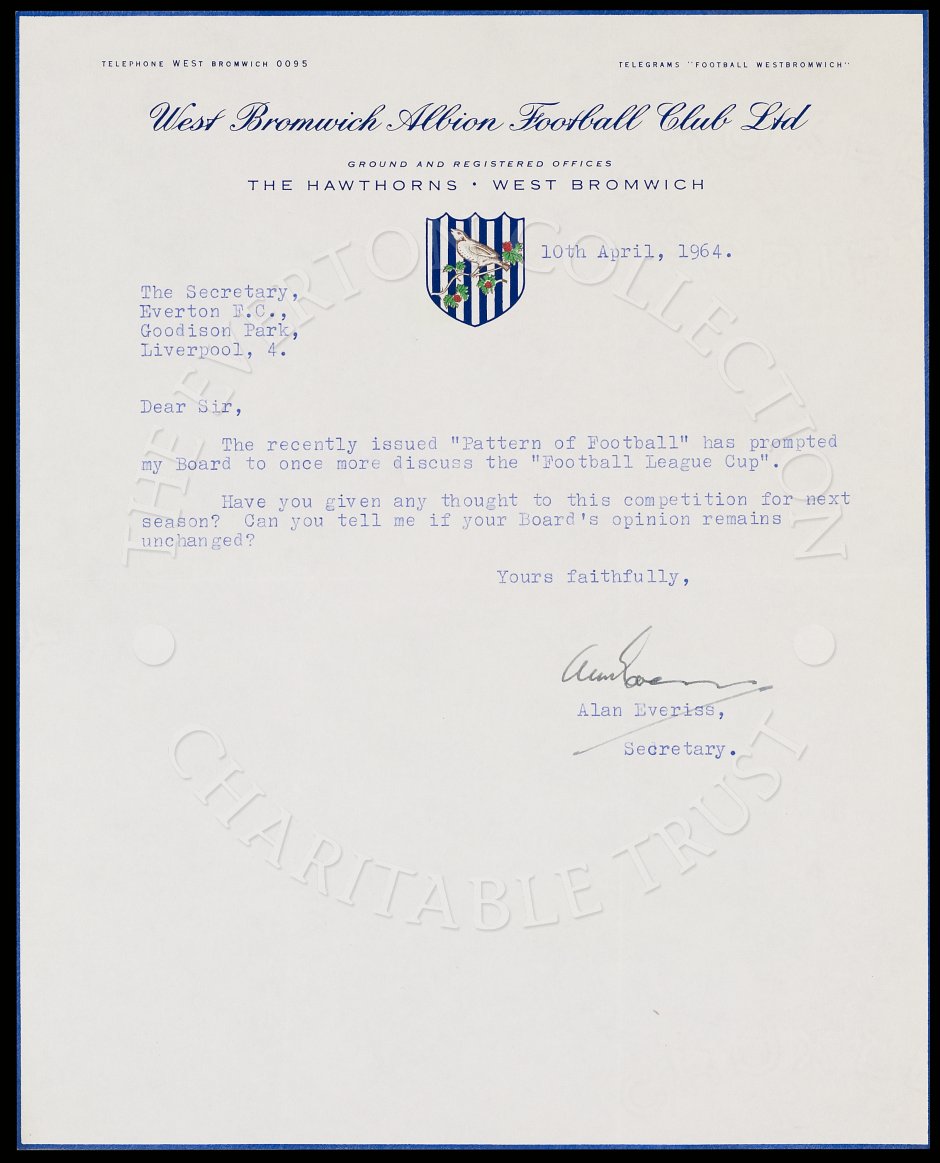 TELEPHONE WEST BROMWICH 0095
TELEGRAMS "FOOTBALL WESTBROMWICH"
West Bromwich Albion Football Club Ltd
GROUND AND REGISTERED OFFICES
THE HAWTHORNS · WEST BROMWICH
10th April, 1964.
The Secretary,
Everton F.C.,
Goodison Park,
Liverpool, 4.
Dear Sir,
The recently issued "Pattern of Football" has prompted
my Board to once more discuss the "Football League Cup".
Have you given any thought to this competition for next
season? Can you tell me if your Board's opinion remains
unchanged?
Yours faithfully,
Alan Everiss,
Secretary.
THE EVERTON COLLECTION
CHARITABLE TRUST